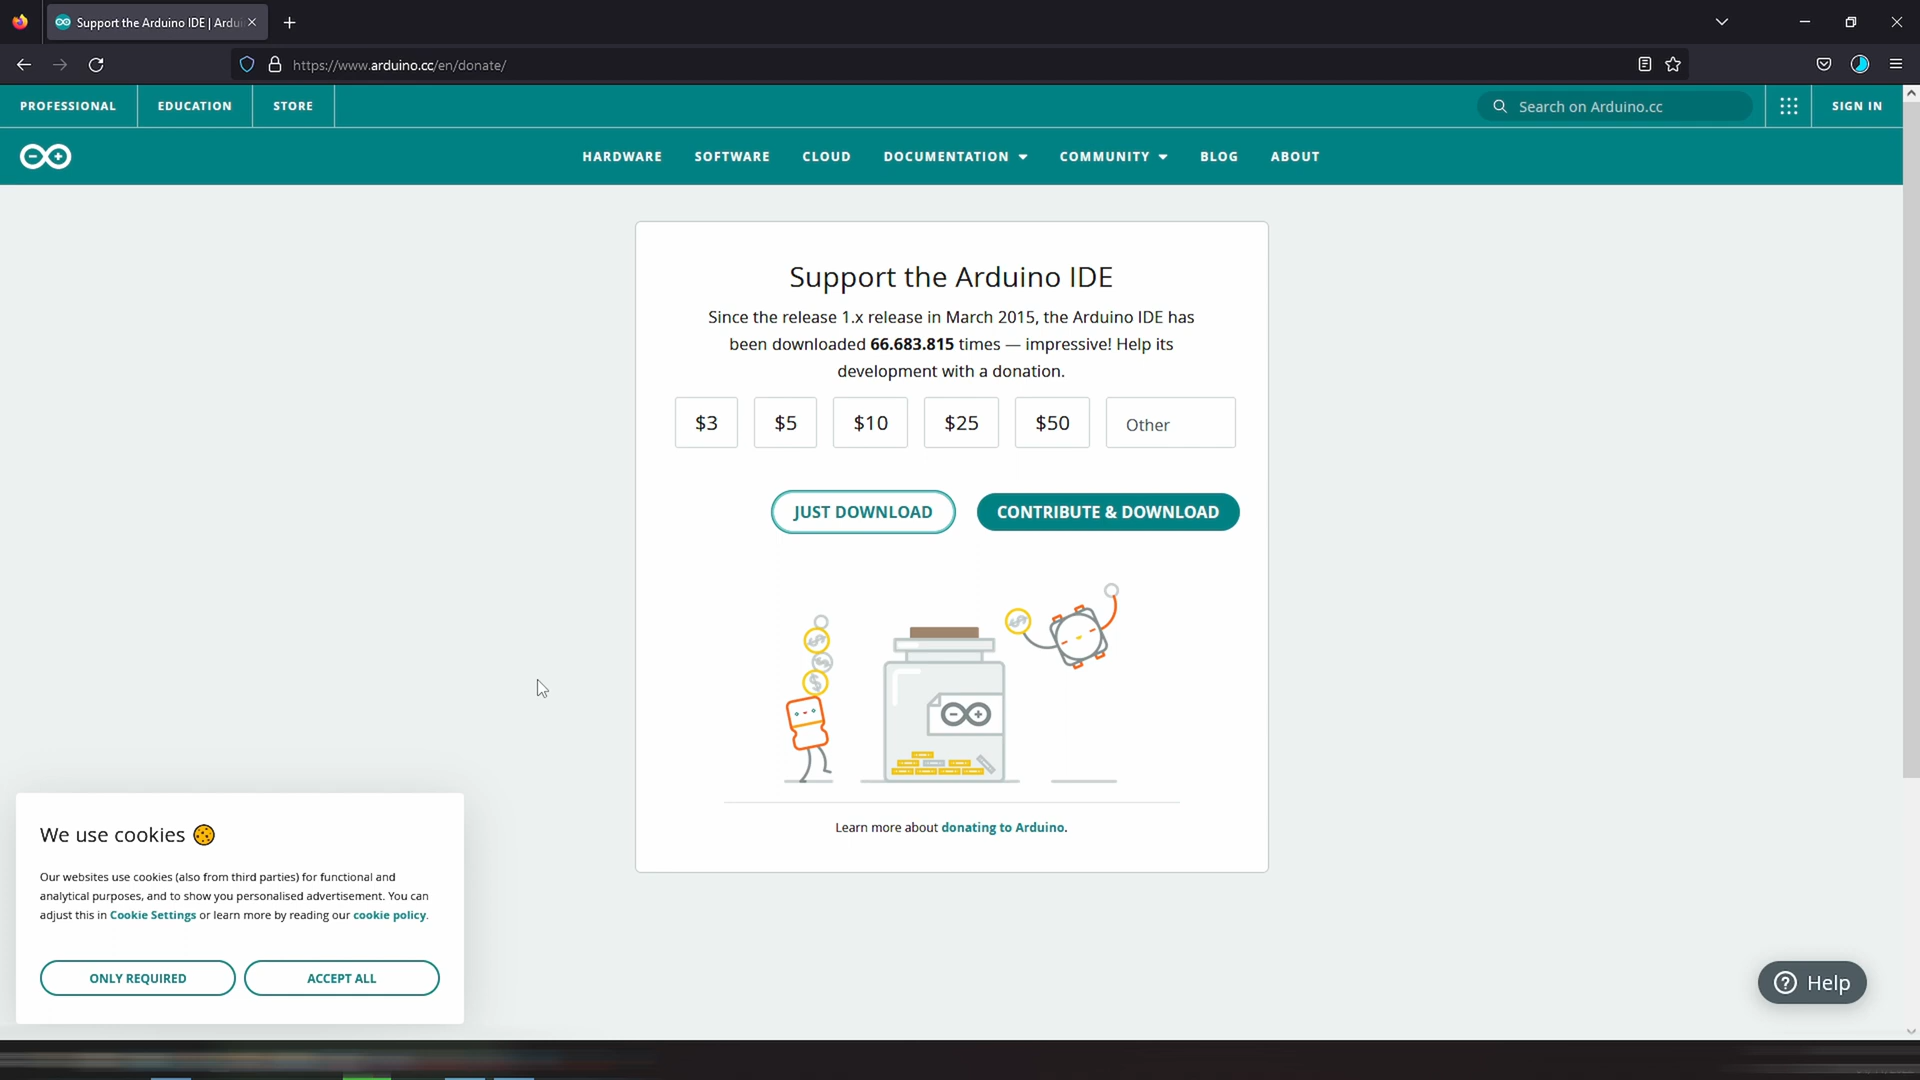 Support the Arduino IDE | Ardui
https://www.arduino.cc/en/donate/
PROFESSIONAL EDUCATION STORE Search on Arduino.cc SIGN IN
HARDWARE SOFTWARE CLOUD DOCUMENTATION COMMUNITY BLOG ABOUT
Support the Arduino IDE
Since the release 1.x release in March 2015, the Arduino IDE has
been downloaded 66.683.815 times — impressive! Help its
development with a donation.
$3 $5 $10 $25 $50 Other
JUST DOWNLOAD CONTRIBUTE & DOWNLOAD
Learn more about donating to Arduino.
We use cookies
Our websites use cookies (also from third parties) for functional and
analytical purposes, and to show you personalised advertisement. You can
adjust this in Cookie Settings or learn more by reading our cookie policy.
ONLY REQUIRED ACCEPT ALL
Help